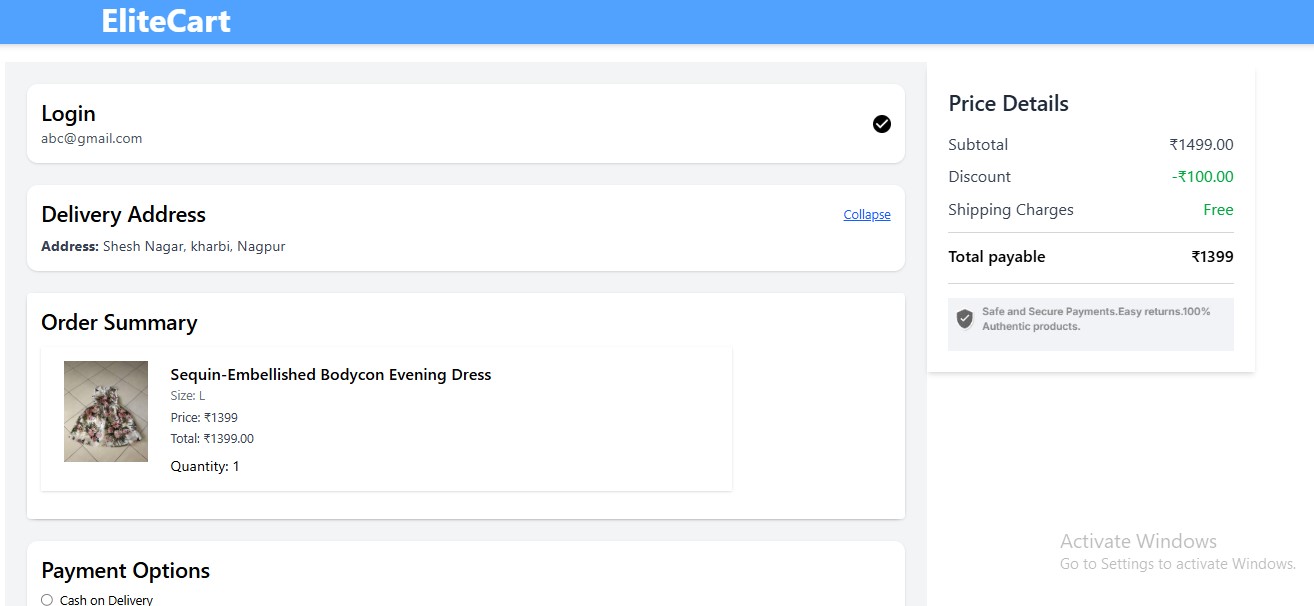 EliteCart
Login
abc@gmail.com
Delivery Address
Collapse
Address: Shesh Nagar, kharbi, Nagpur
Order Summary
Sequin-Embellished Bodycon Evening Dress
Size: L
Price: ₹1399
Total: ₹1399.00
Quantity: 1
Payment Options
Cash on Delivery
Price Details
Subtotal ₹1499.00
Discount -₹100.00
Shipping Charges Free
Total payable ₹1399
Safe and Secure Payments.Easy returns.100%
Authentic products.
Activate Windows
Go to Settings to activate Windows.